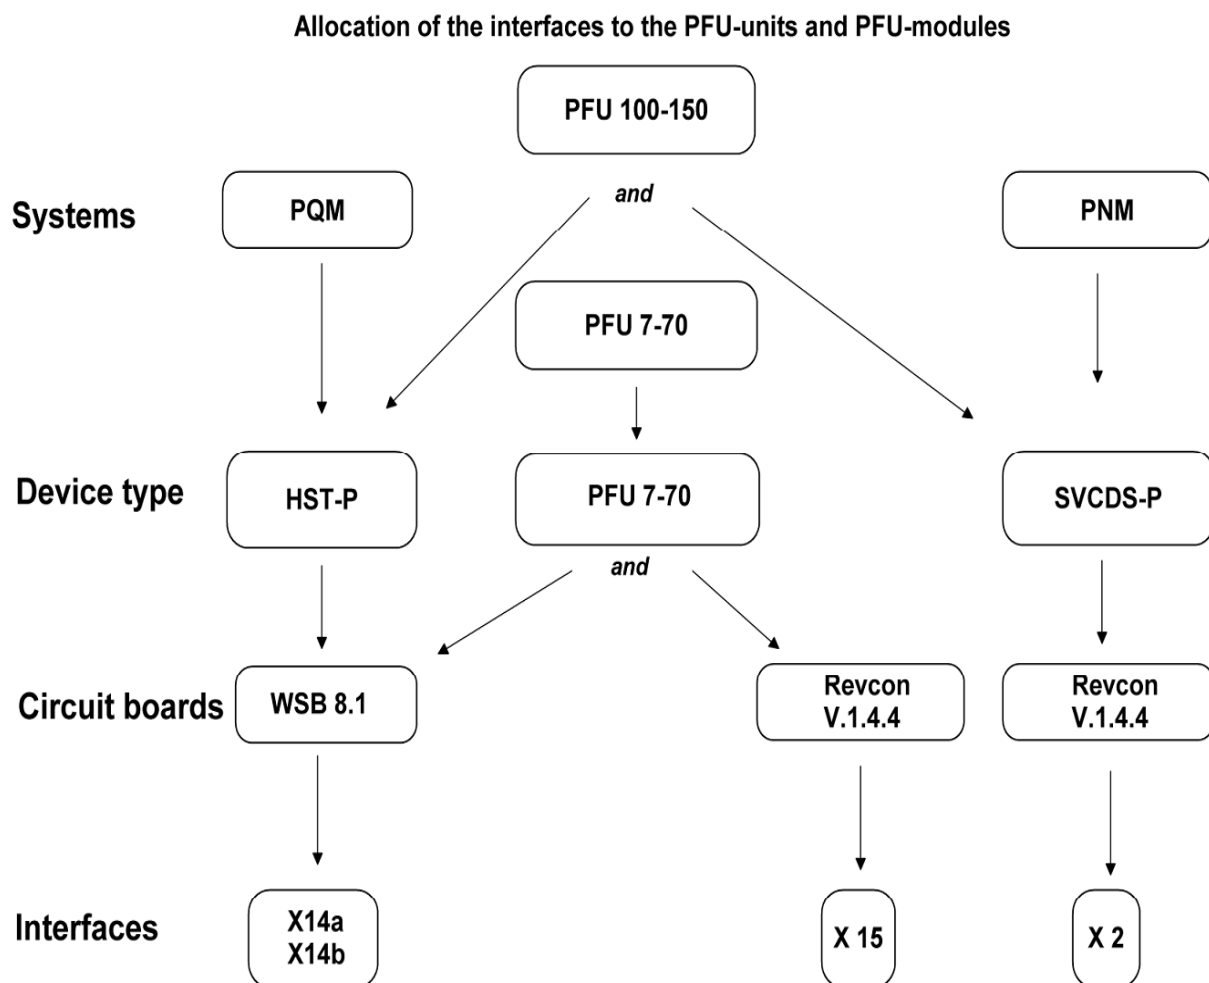 Allocation of the interfaces to the PFU-units and PFU-modules
PFU 100-150
Systems
PQM
and
PNM
PFU 7-70
Device type
HST-P
PFU 7-70
SVCDS-P
and
Circuit boards
WSB 8.1
Revcon
V.1.4.4
Revcon
V.1.4.4
Interfaces
X14a
X14b
X 15
X 2